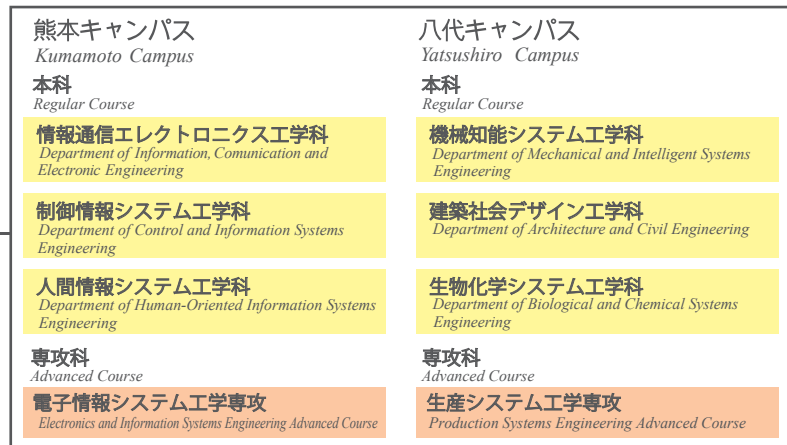 熊本キャンパス
Kumamoto Campus
本科
Regular Course
情報通信エレクトロニクス工学科
Department of Information, Comunication and
Electronic Engineering
制御情報システム工学科
Department of Control and Information Systems
Engineering
人間情報システム工学科
Department of Human-Oriented Information Systems
Engineering
専攻科
Advanced Course
電子情報システム工学専攻
Electronics and Information Systems Engineering Advanced Course
八代キャンパス
Yatsushiro Campus
本科
Regular Course
機械知能システム工学科
Department of Mechanical and Intelligent Systems
Engineering
建築社会デザイン工学科
Department of Architecture and Civil Engineering
生物化学システム工学科
Department of Biological and Chemical Systems
Engineering
専攻科
Advanced Course
生産システム工学専攻
Production Systems Engineering Advanced Course